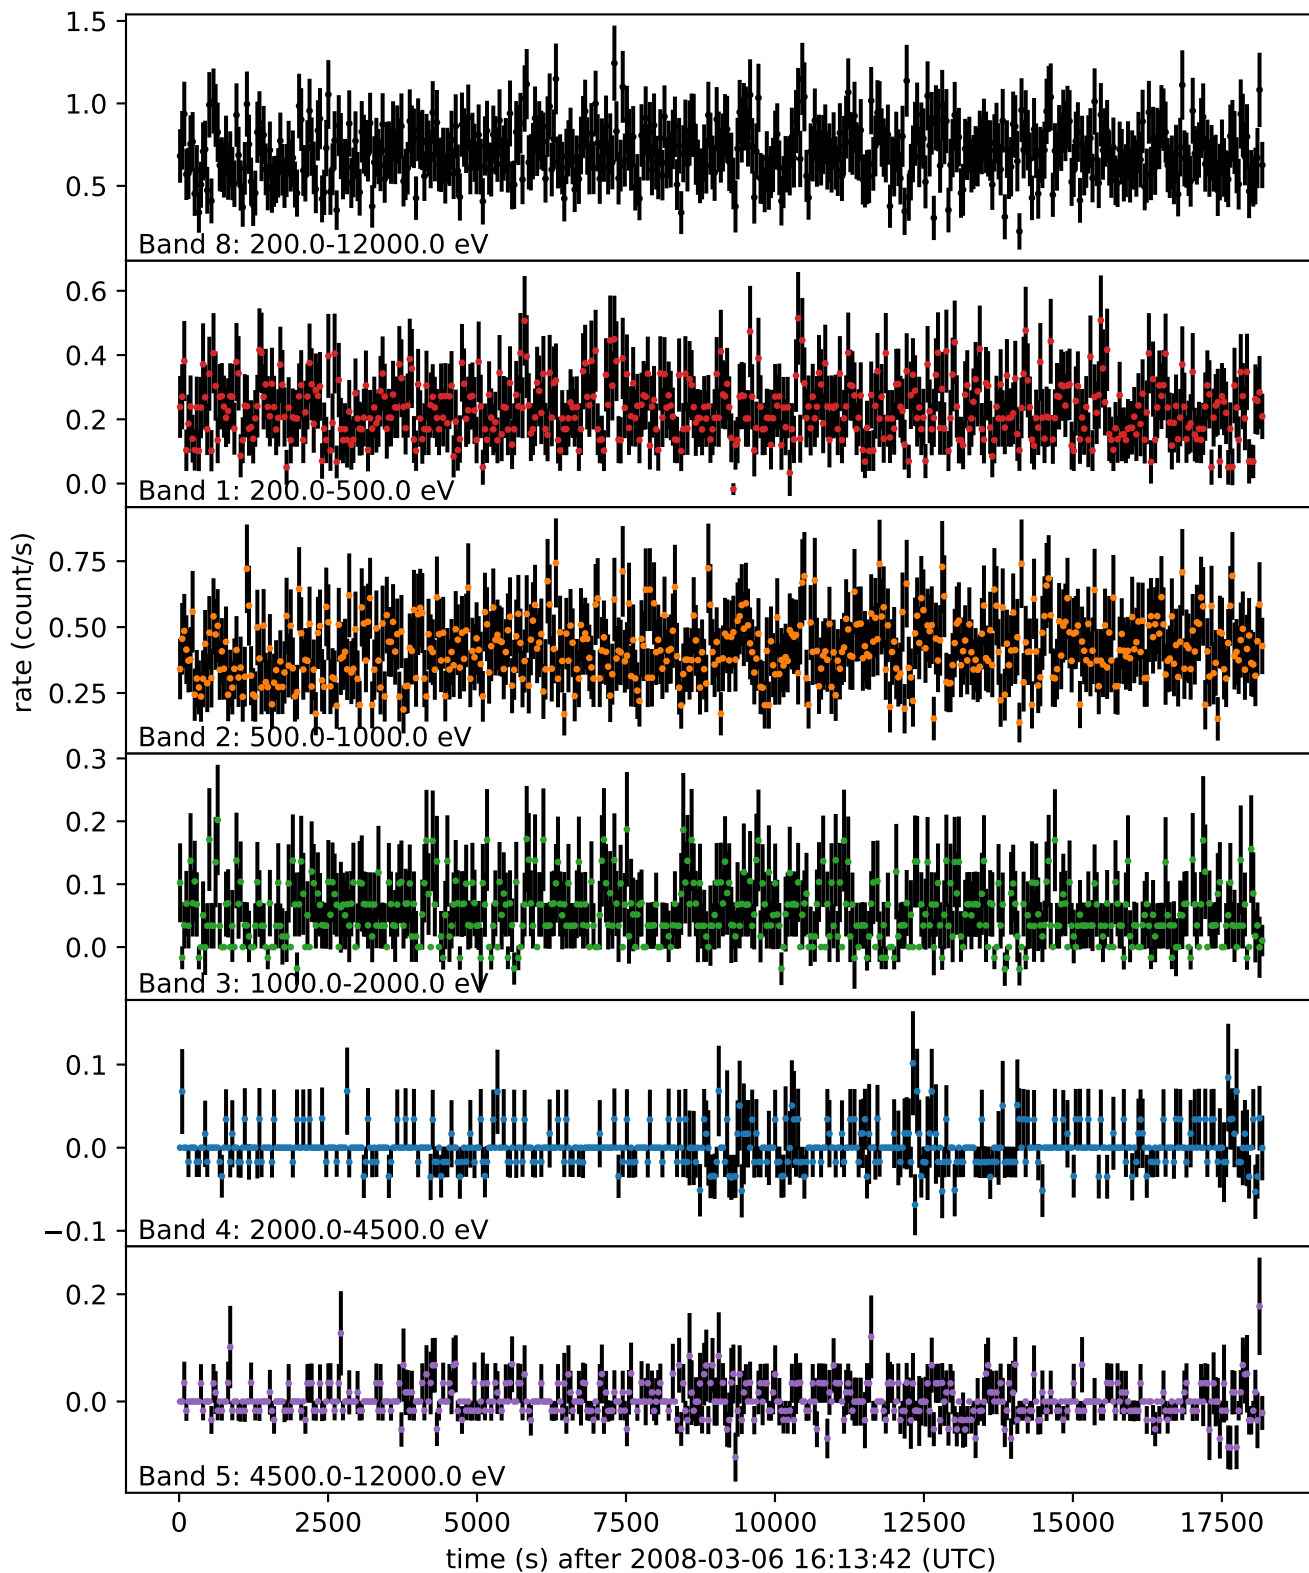 1.5
1.0
0.5
Band 8: 200.0-12000.0 eV
0.6
0.4
0.2
0.0
Band 1: 200.0-500.0 eV
rate (count/s)
0.75
0.50
0.25
Band 2: 500.0-1000.0 eV
0.3
0.2
0.1
0.0
Band 3: 1000.0-2000.0 eV
0.1
0.0
−0.1
Band 4: 2000.0-4500.0 eV
0.2
0.0
Band 5: 4500.0-12000.0 eV
0 2500 5000 7500 10000 12500 15000 17500
time (s) after 2008-03-06 16:13:42 (UTC)